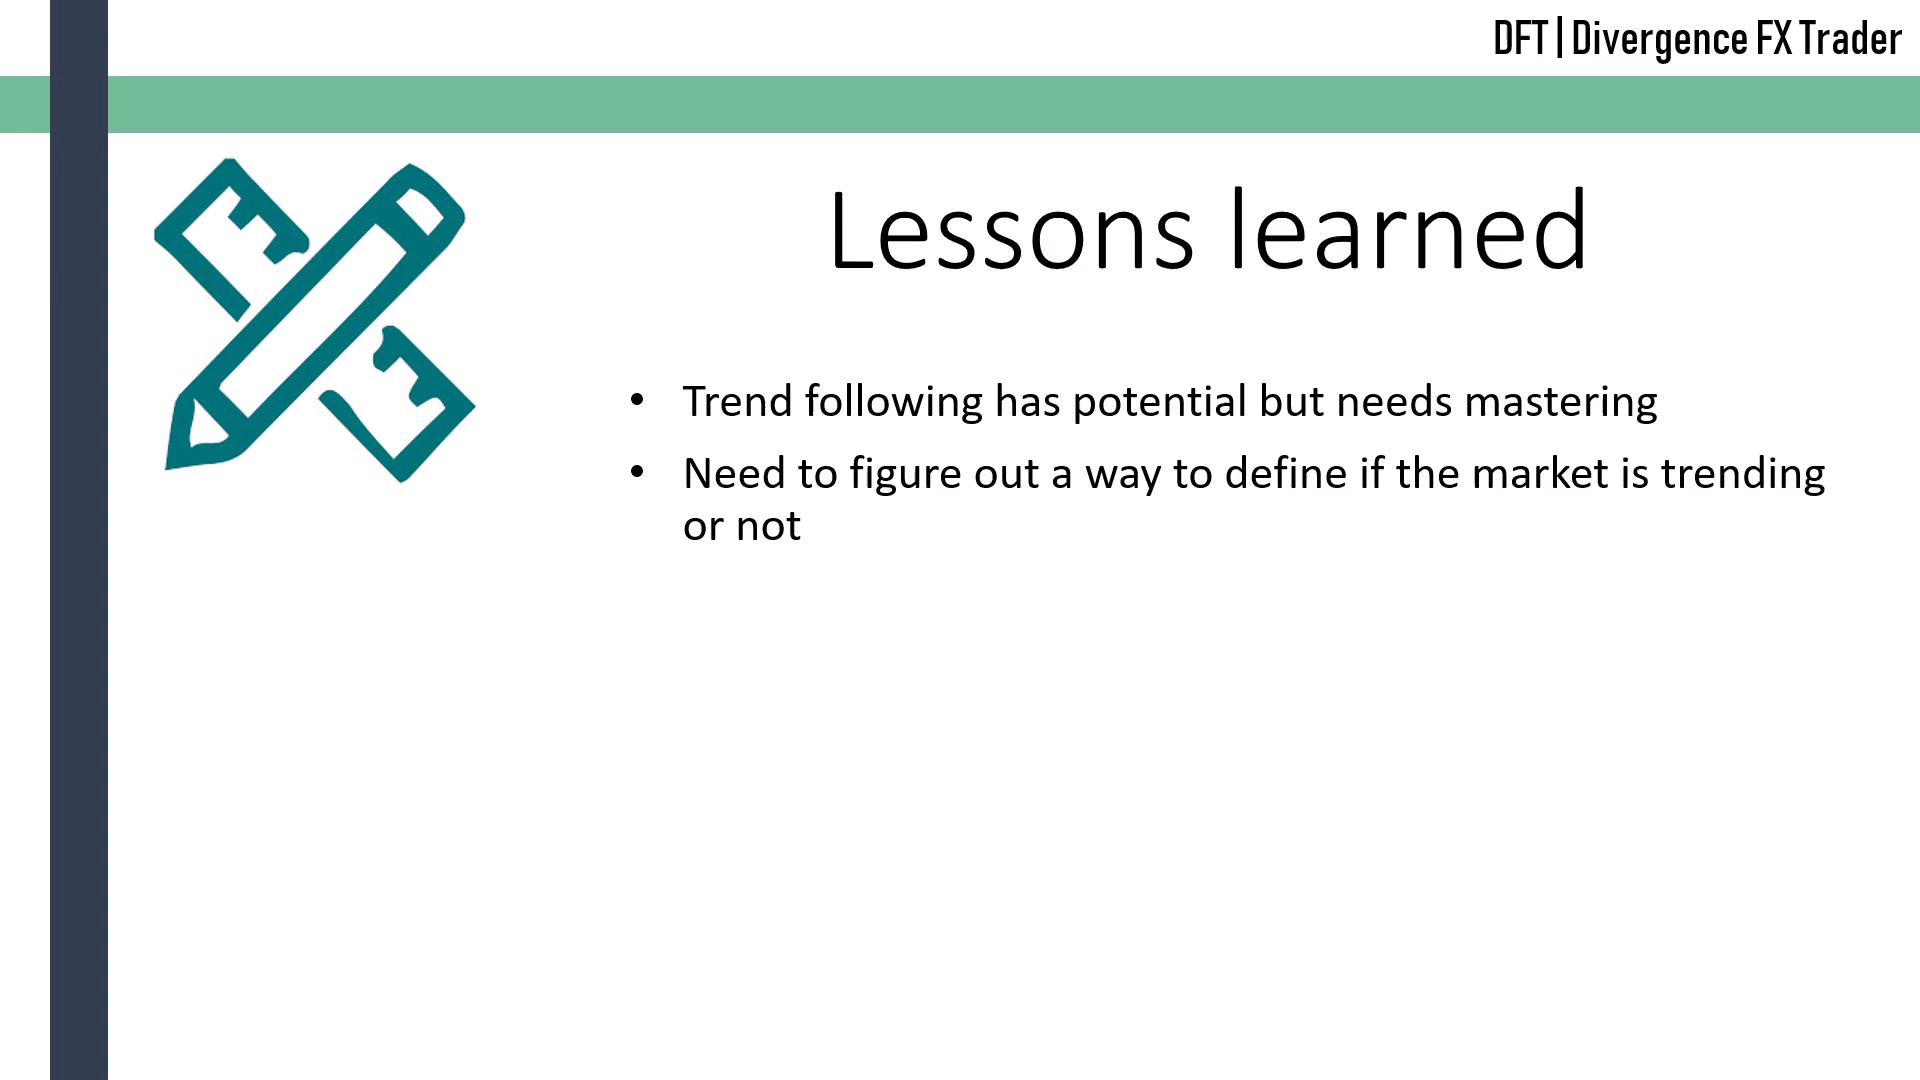 DFT | Divergence FX Trader
Lessons learned
• Trend following has potential but needs mastering
• Need to figure out a way to define if the market is trending
or not